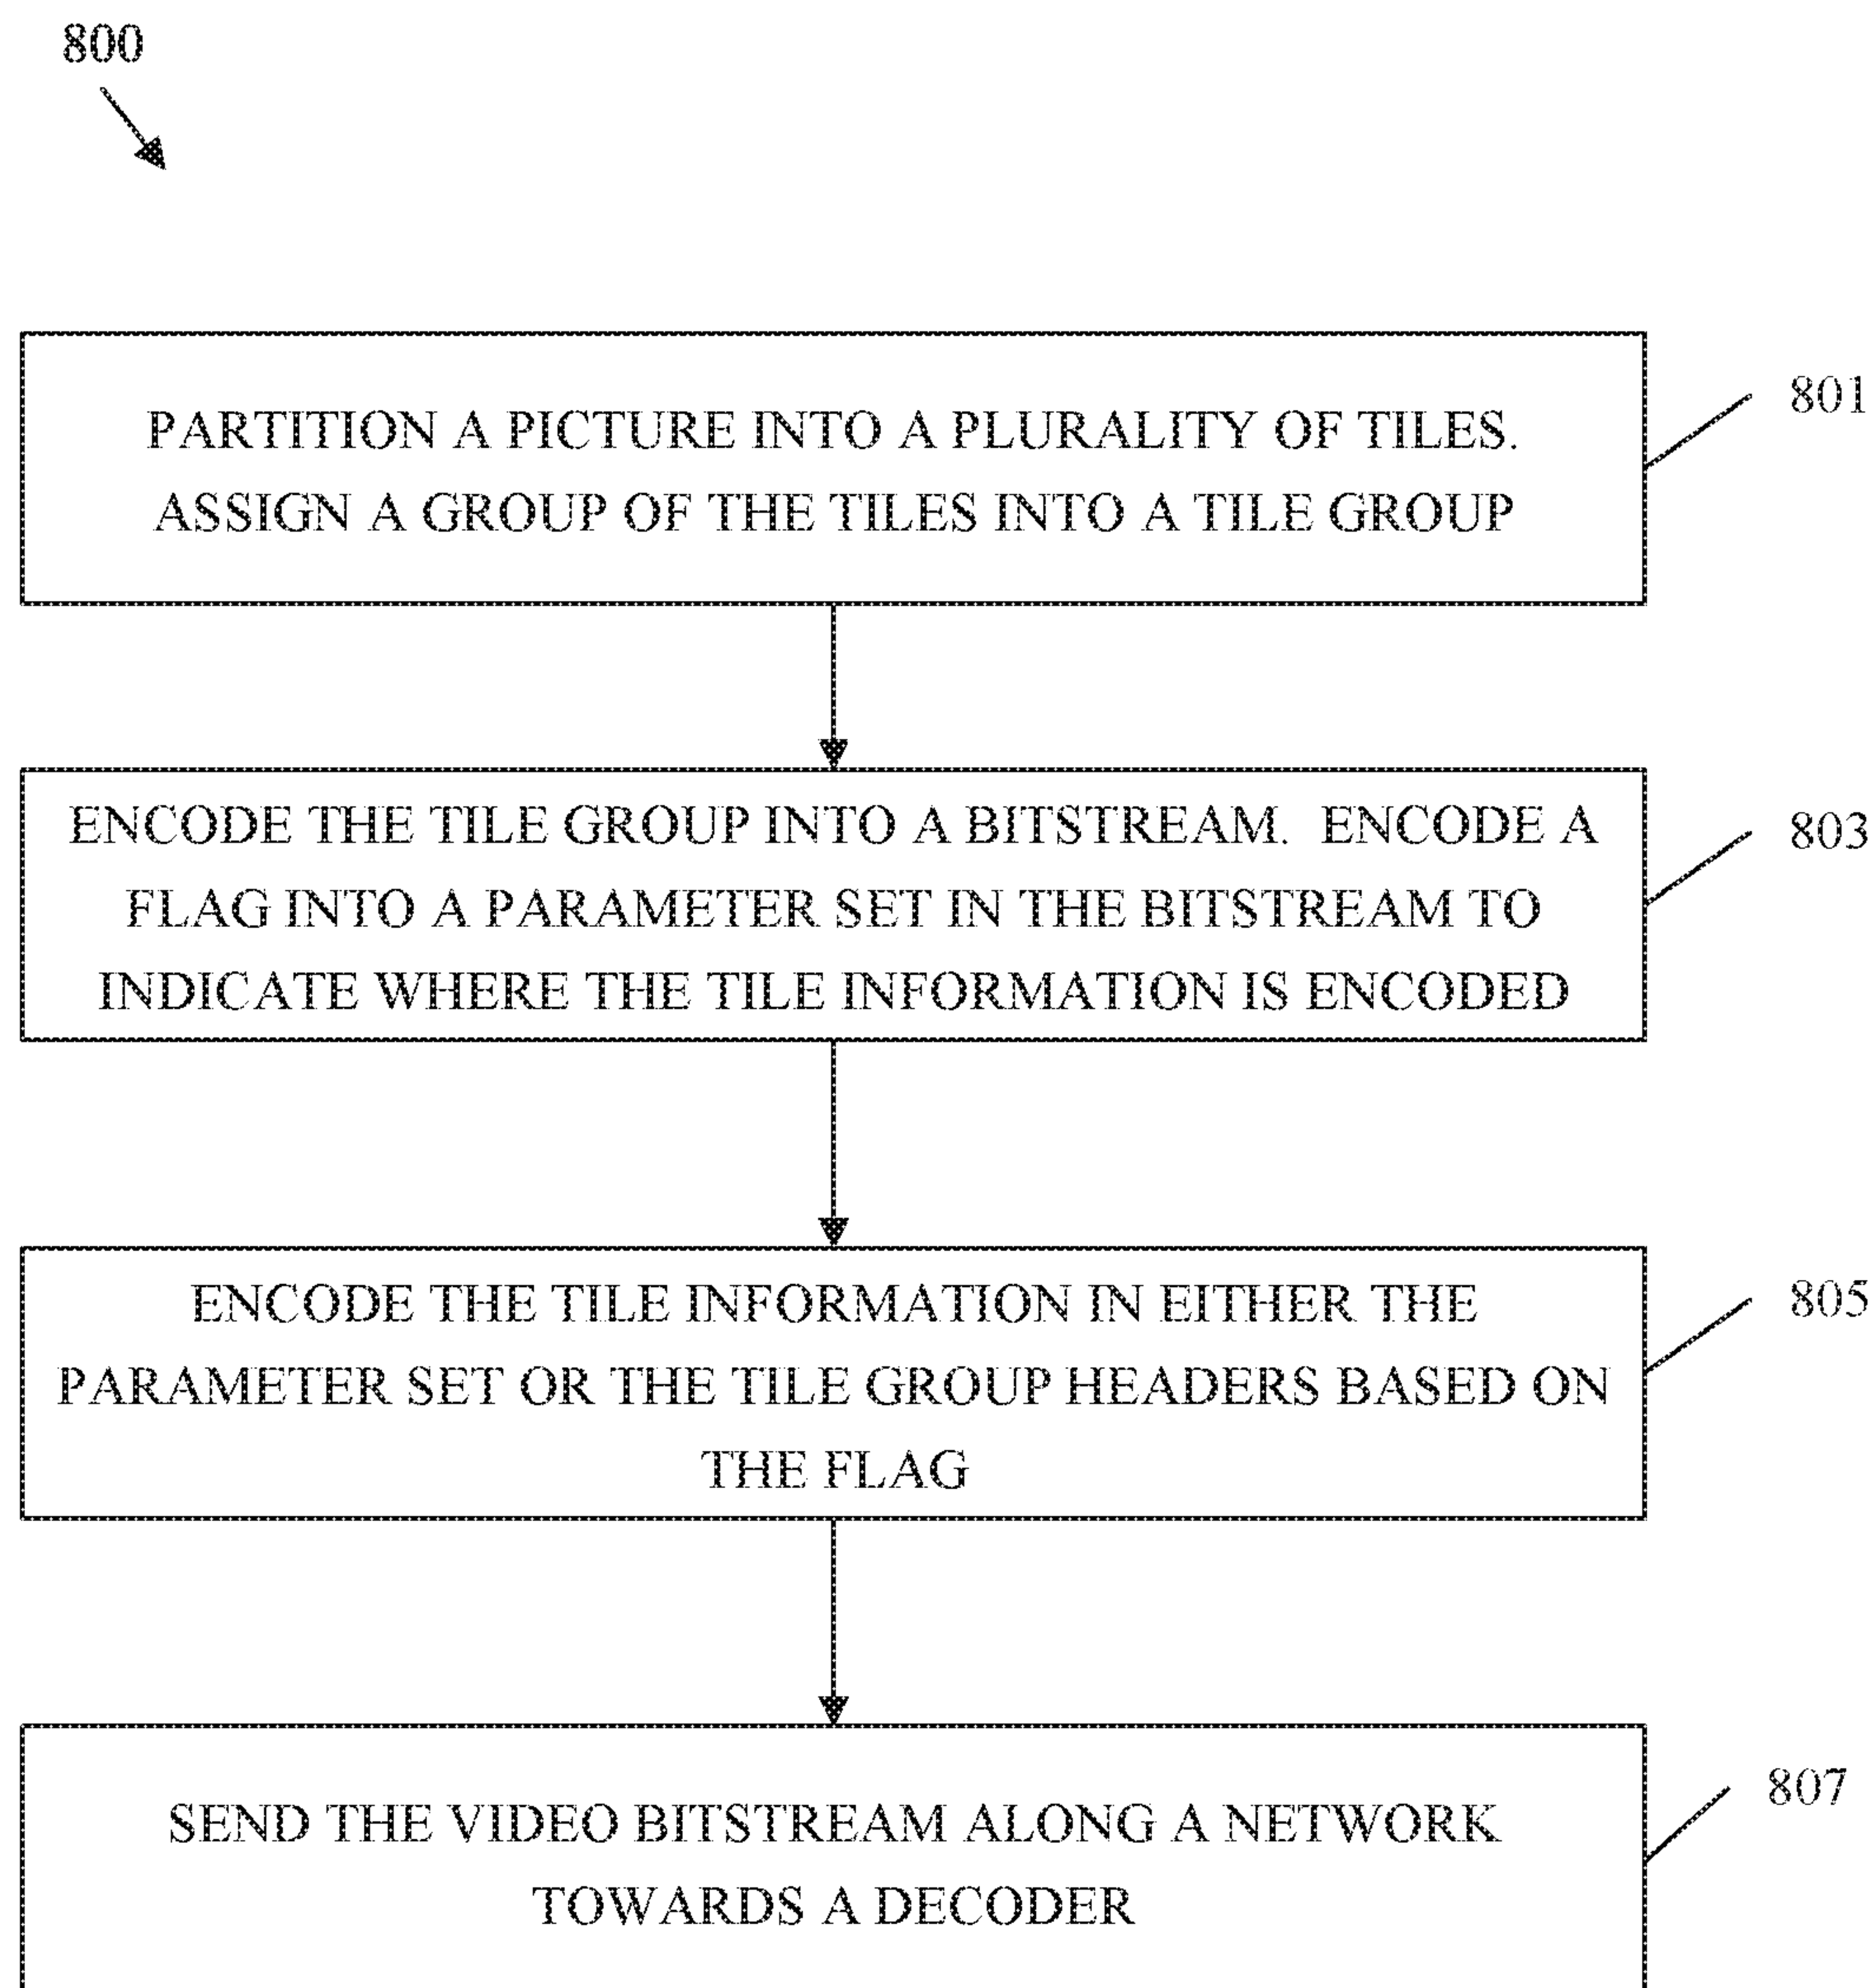 800
PARTITION A PICTURE INTO A PLURALITY OF TILES.
ASSIGN A GROUP OF THE TILES INTO A TILE GROUP
801
ENCODE THE TILE GROUP INTO A BITSTREAM. ENCODE A
FLAG INTO A PARAMETER SET IN THE BITSTREAM TO
INDICATE WHERE THE TILE INFORMATION IS ENCODED
803
ENCODE THE TILE INFORMATION IN EITHER THE
PARAMETER SET OR THE TILE GROUP HEADERS BASED ON
THE FLAG
805
SEND THE VIDEO BITSTREAM ALONG A NETWORK
TOWARDS A DECODER
807